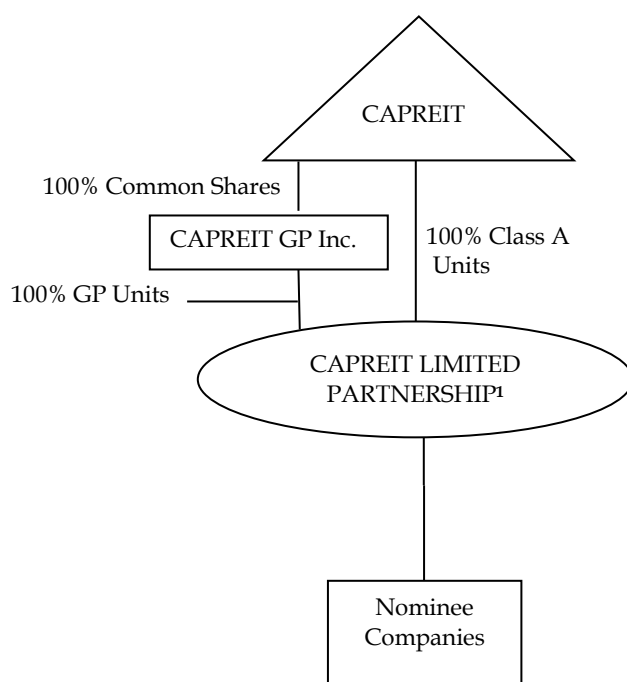 CAPREIT
100% Common Shares
CAPREIT GP Inc.
100% Class A
Units
100% GP Units
CAPREIT LIMITED
PARTNERSHIP¹
Nominee
Companies